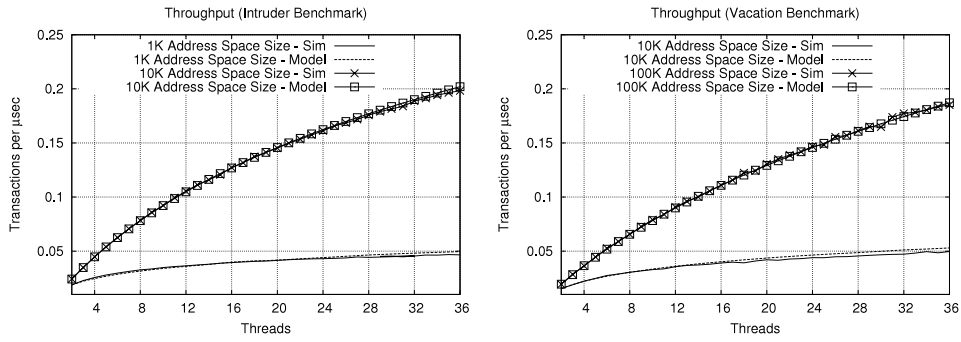 Throughput (Intruder Benchmark)
0.25
0.2
0.15
0.1
0.05
Transactions per µsec
1K Address Space Size - Sim
1K Address Space Size - Model
10K Address Space Size - Sim
10K Address Space Size - Model
4 8 12 16 20 24 28 32 36
Threads
Throughput (Vacation Benchmark)
0.25
0.2
0.15
0.1
0.05
Transactions per µsec
10K Address Space Size - Sim
10K Address Space Size - Model
100K Address Space Size - Sim
100K Address Space Size - Model
4 8 12 16 20 24 28 32 36
Threads